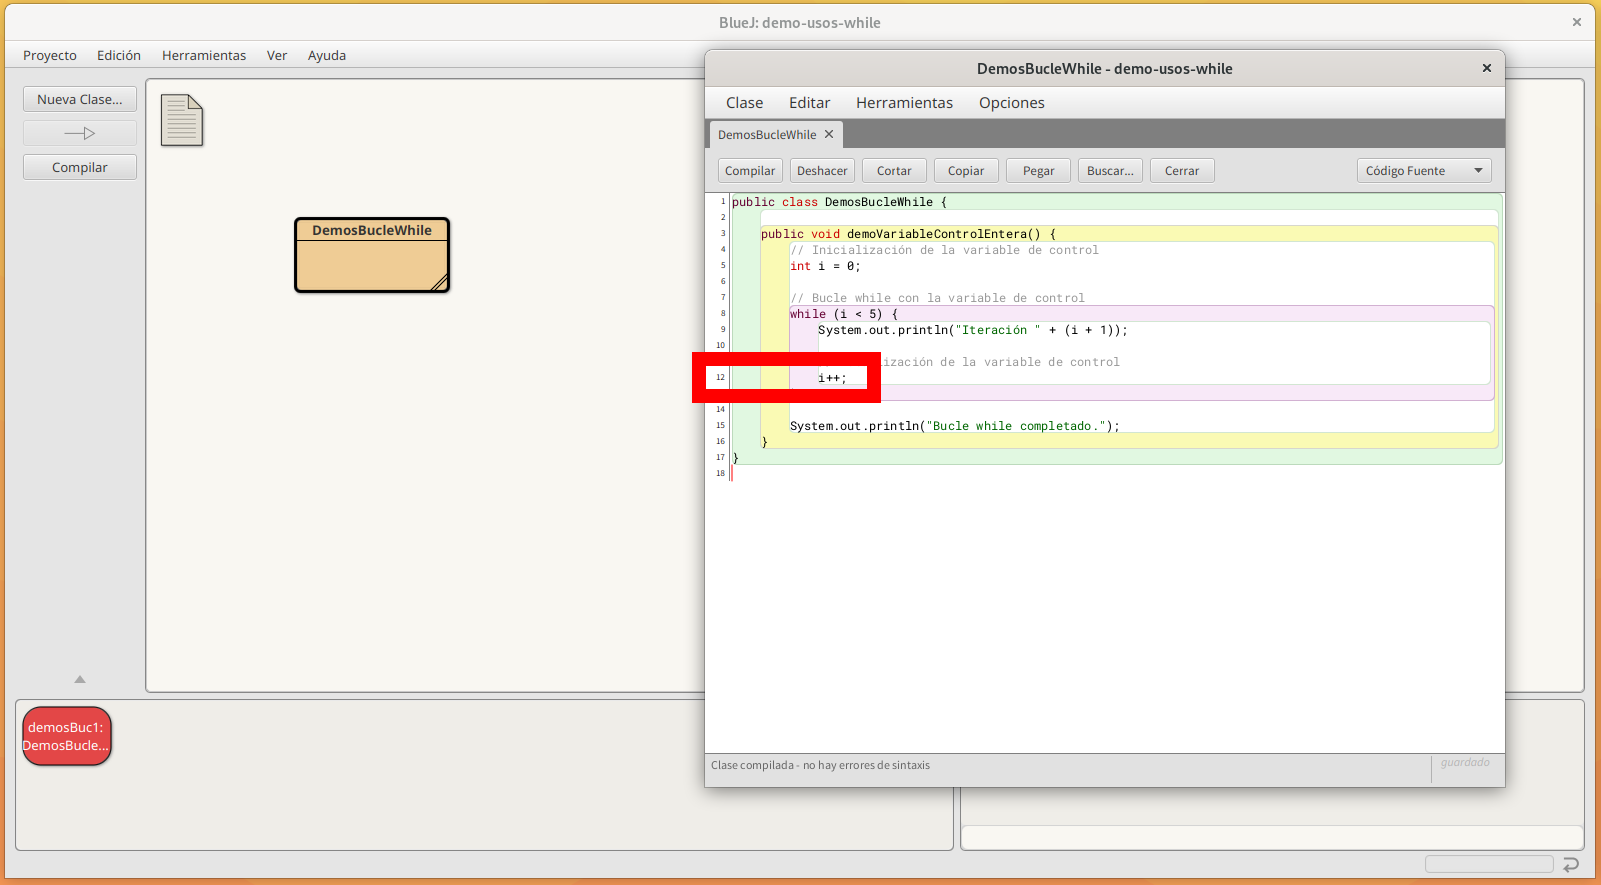 BlueJ: demo-usos-while
Proyecto Edición Herramientas Ver Ayuda
Nueva Clase...
Compilar
DemosBucleWhile
demosBuc1:
DemosBucle...
DemosBucleWhile - demo-usos-while
Clase Editar Herramientas Opciones
DemosBucleWhile
Compilar Deshacer Cortar Copiar Pegar Buscar... Cerrar Código Fuente
1 public class DemosBucleWhile {
2
3 public void demoVariableControlEntera() {
4 // Inicialización de la variable de control
5 int i = 0;
6
7 // Bucle while con la variable de control
8 while (i < 5) {
9 System.out.println("Iteración " + (i + 1));
10
lización de la variable de control
12 i++;
14
15 System.out.println("Bucle while completado.");
16 }
17 }
18
Clase compilada - no hay errores de sintaxis
guardado